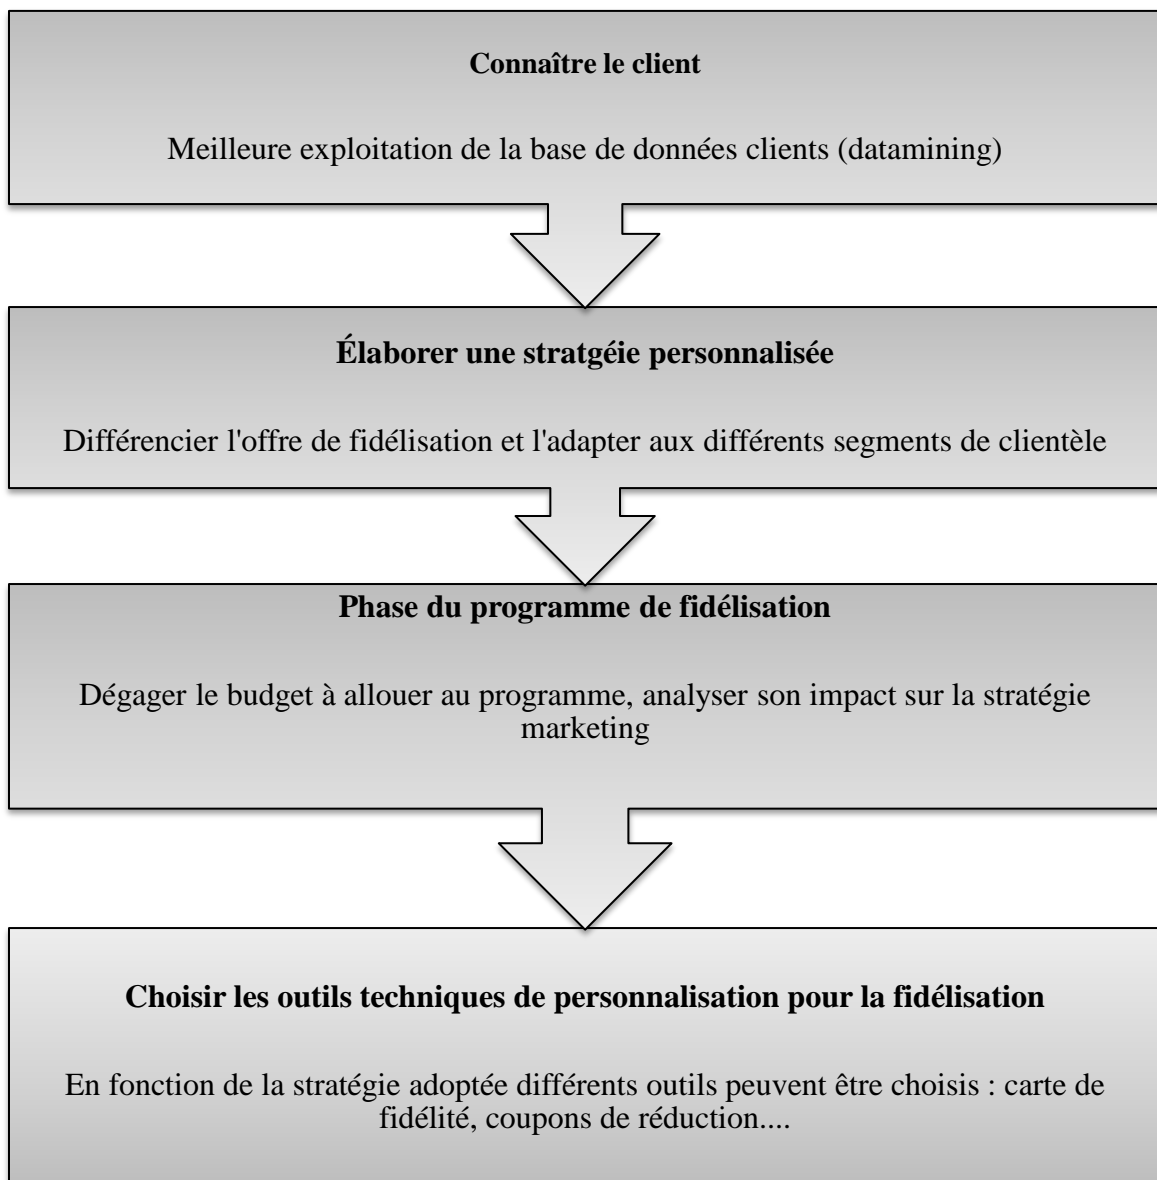 Connaître le client
Meilleure exploitation de la base de données clients (datamining)
Élaborer une stratgéie personnalisée
Différencier l'offre de fidélisation et l'adapter aux différents segments de clientèle
Phase du programme de fidélisation
Dégager le budget à allouer au programme, analyser son impact sur la stratégie
marketing
Choisir les outils techniques de personnalisation pour la fidélisation
En fonction de la stratégie adoptée différents outils peuvent être choisis : carte de
fidélité, coupons de réduction....